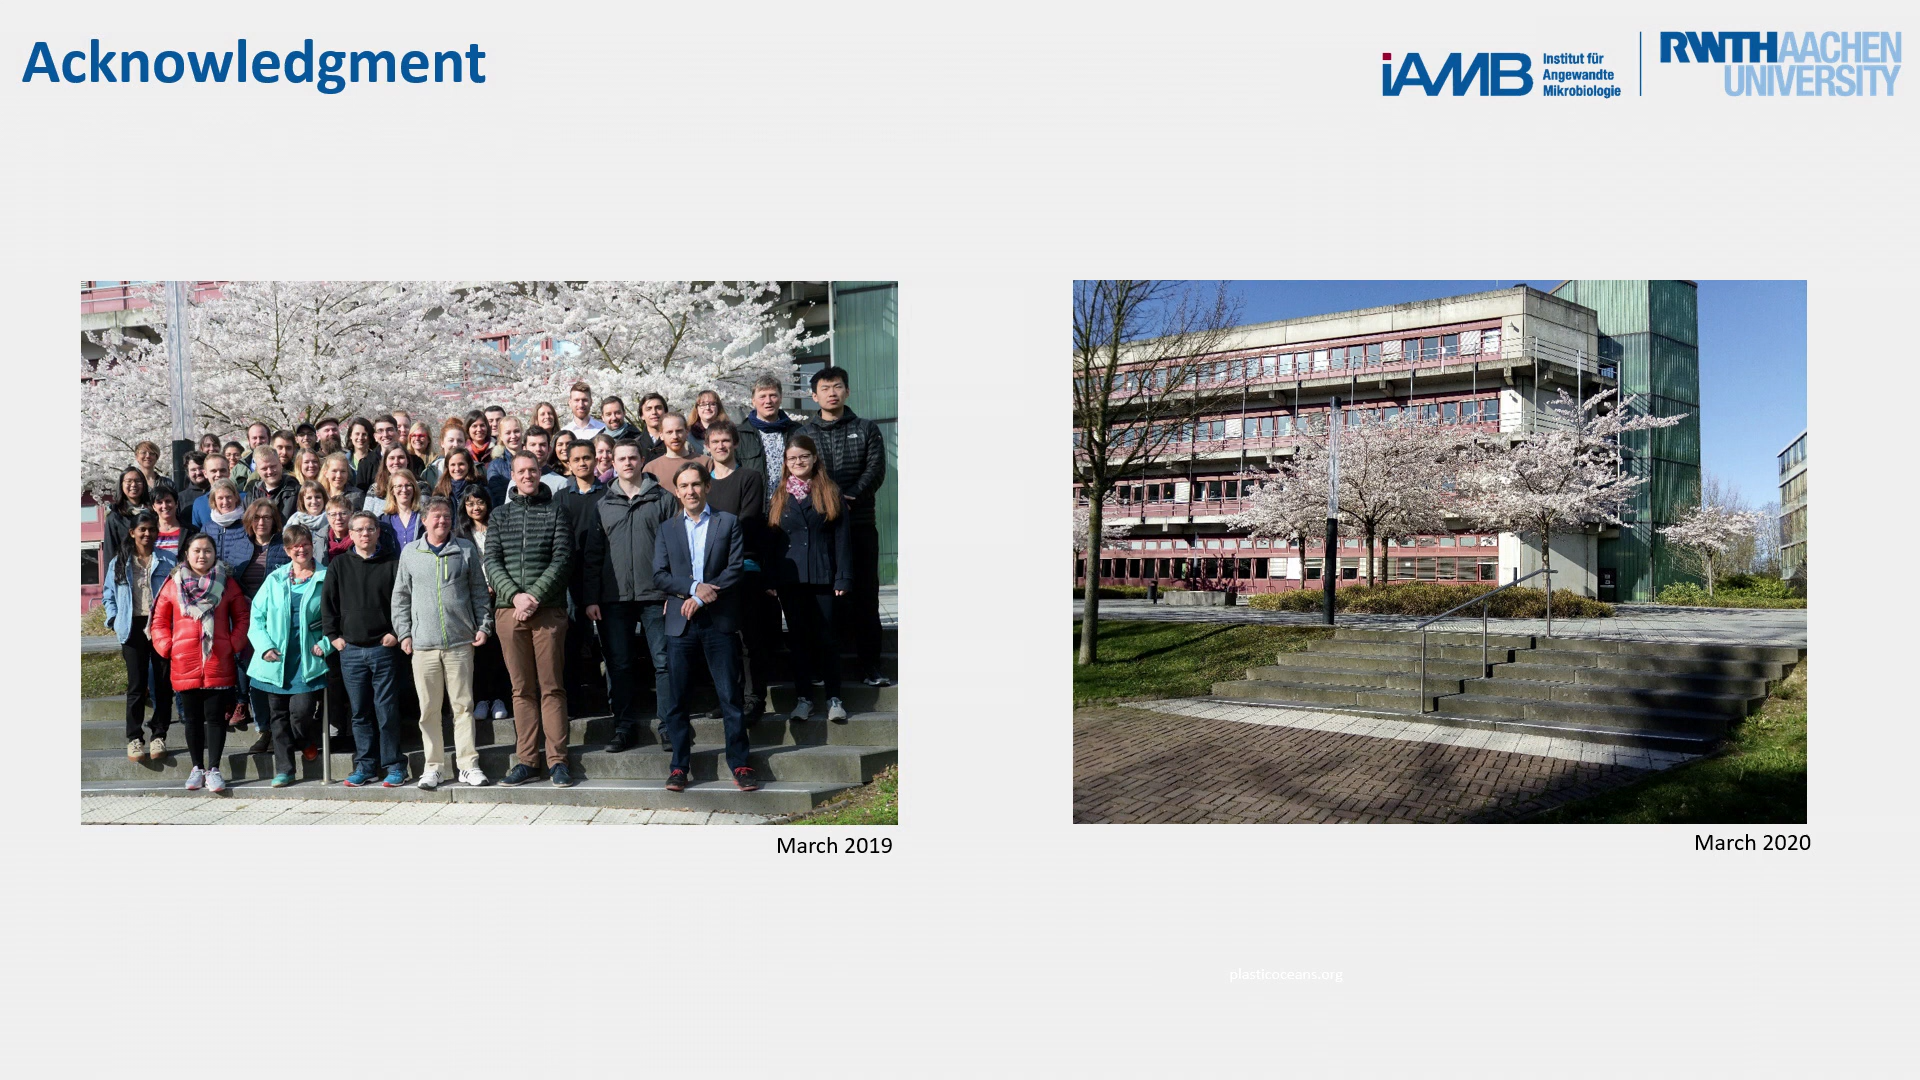 Acknowledgment
iAMB
Institut für
Angewandte
Mikrobiologie
RWTHAACHEN
UNIVERSITY
March 2019
March 2020
plasticoceans.org